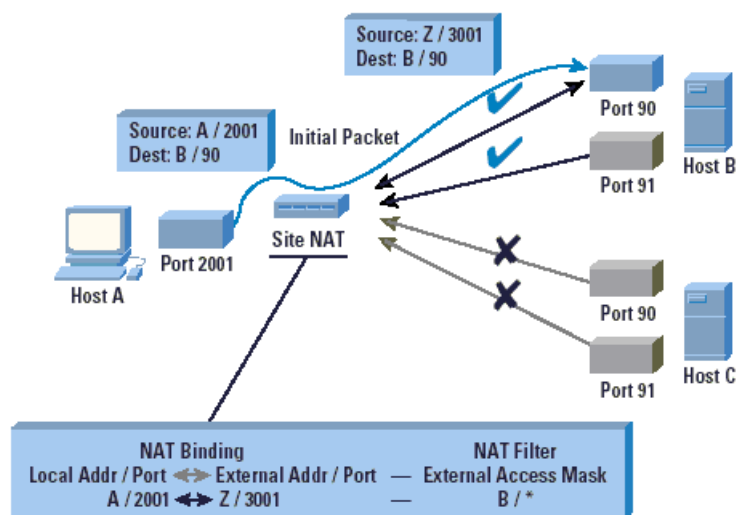 Source: Z / 3001
Dest: B / 90
Port 90
Source: A / 2001
Dest: B / 90
Initial Packet
Host B
Port 91
Site NAT
Port 2001
Host A
Port 90
Host C
Port 91
NAT Binding NAT Filter
Local Addr / Port External Addr / Port — External Access Mask
A / 2001 Z / 3001 — B / *